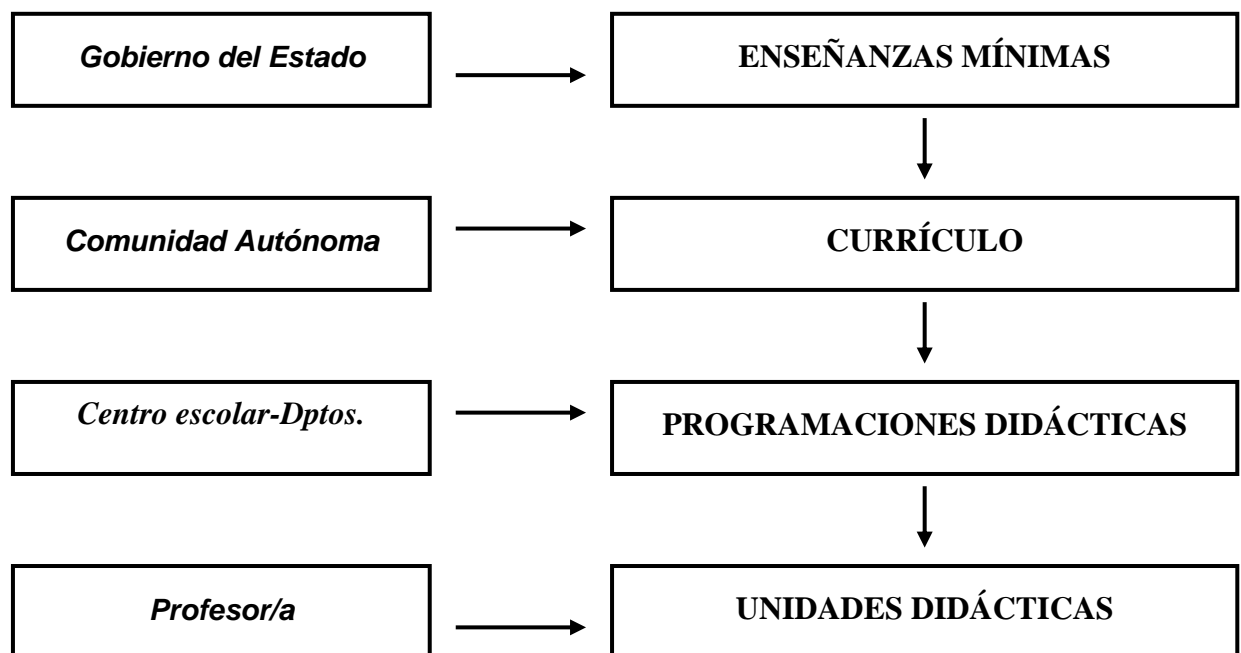 Gobierno del Estado
ENSEÑANZAS MÍNIMAS
Comunidad Autónoma
CURRÍCULO
Centro escolar-Dptos.
PROGRAMACIONES DIDÁCTICAS
Profesor/a
UNIDADES DIDÁCTICAS